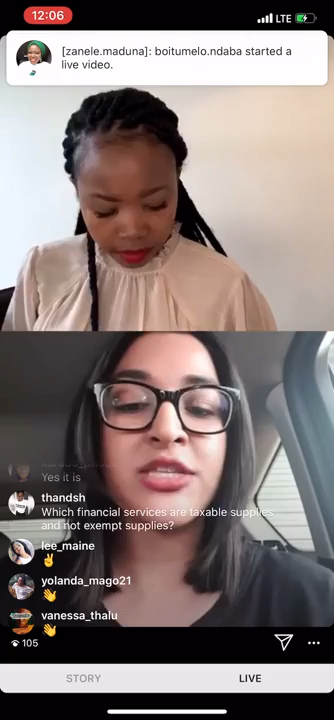 12:06
LTE
[zanele.maduna]: boitumelo.ndaba started a
live video.
Yes it is
thandsh
Which financial services are taxable supplies
and not exempt supplies?
lee_maine
✌️
yolanda_mago21
👋
vanessa_thalu
👋
105
STORY
LIVE